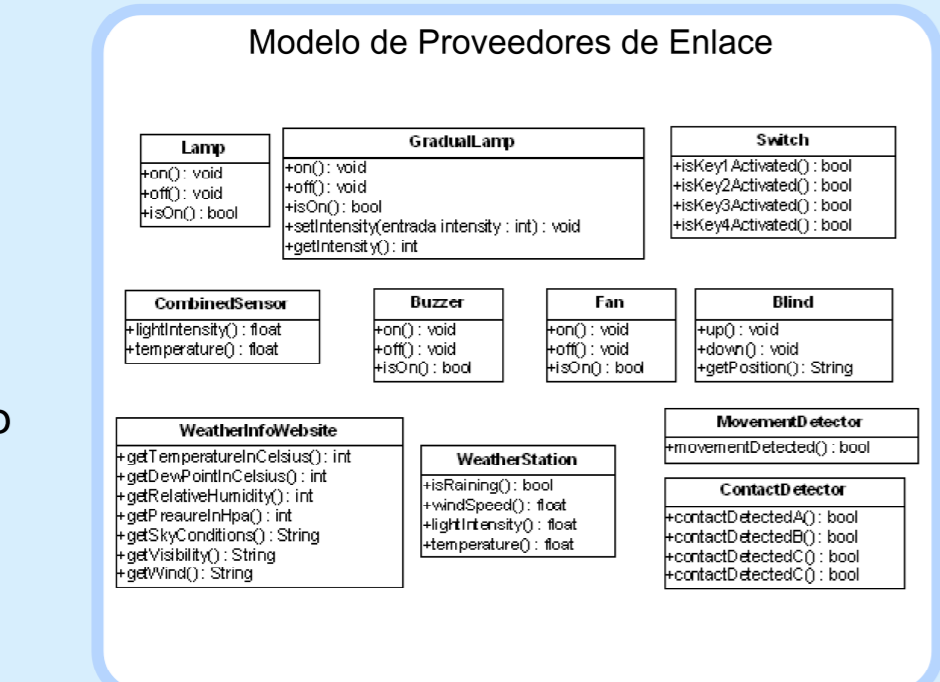 Modelo de Proveedores de Enlace
Lamp
+on() : void
+off() : void
+isOn() : bool
GradualLamp
+on() : void
+off() : void
+isOn() : bool
+setIntensity(entrada intensity : int) : void
+getIntensity() : int
Switch
+isKey1Activated() : bool
+isKey2Activated() : bool
+isKey3Activated() : bool
+isKey4Activated() : bool
CombinedSensor
+lightIntensity() : float
+temperature() : float
Buzzer
+on() : void
+off() : void
+isOn() : bool
Fan
+on() : void
+off() : void
+isOn() : bool
Blind
+up() : void
+down() : void
+getPosition() : String
o
WeatherInfoWebsite
+getTemperatureInCelsius() : int
+getDewPointInCelsius() : int
+getRelativeHumidity() : int
+getPreaureInHpa() : int
+getSkyConditions() : String
+getVisibility() : String
+getWind() : String
WeatherStation
+isRaining() : bool
+windSpeed() : float
+lightIntensity() : float
+temperature() : float
MovementDetector
+movementDetected() : bool
ContactDetector
+contactDetectedA() : bool
+contactDetectedB() : bool
+contactDetectedC() : bool
+contactDetectedC() : bool